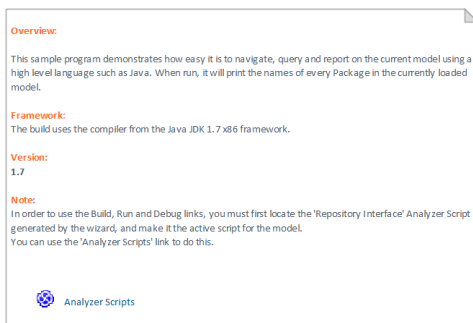 Overview:
This sample program demonstrates how easy it is to navigate, query and report on the current model using a
high level language such as Java. When run, it will print the names of every Package in the currently loaded
model.
Framework:
The build uses the compiler from the Java JDK 1.7 x86 framework.
Version:
1.7
Note:
In order to use the Build, Run and Debug links, you must first locate the 'Repository Interface' Analyzer Script
generated by the wizard, and make it the active script for the model.
You can use the 'Analyzer Scripts' link to do this.
Analyzer Scripts